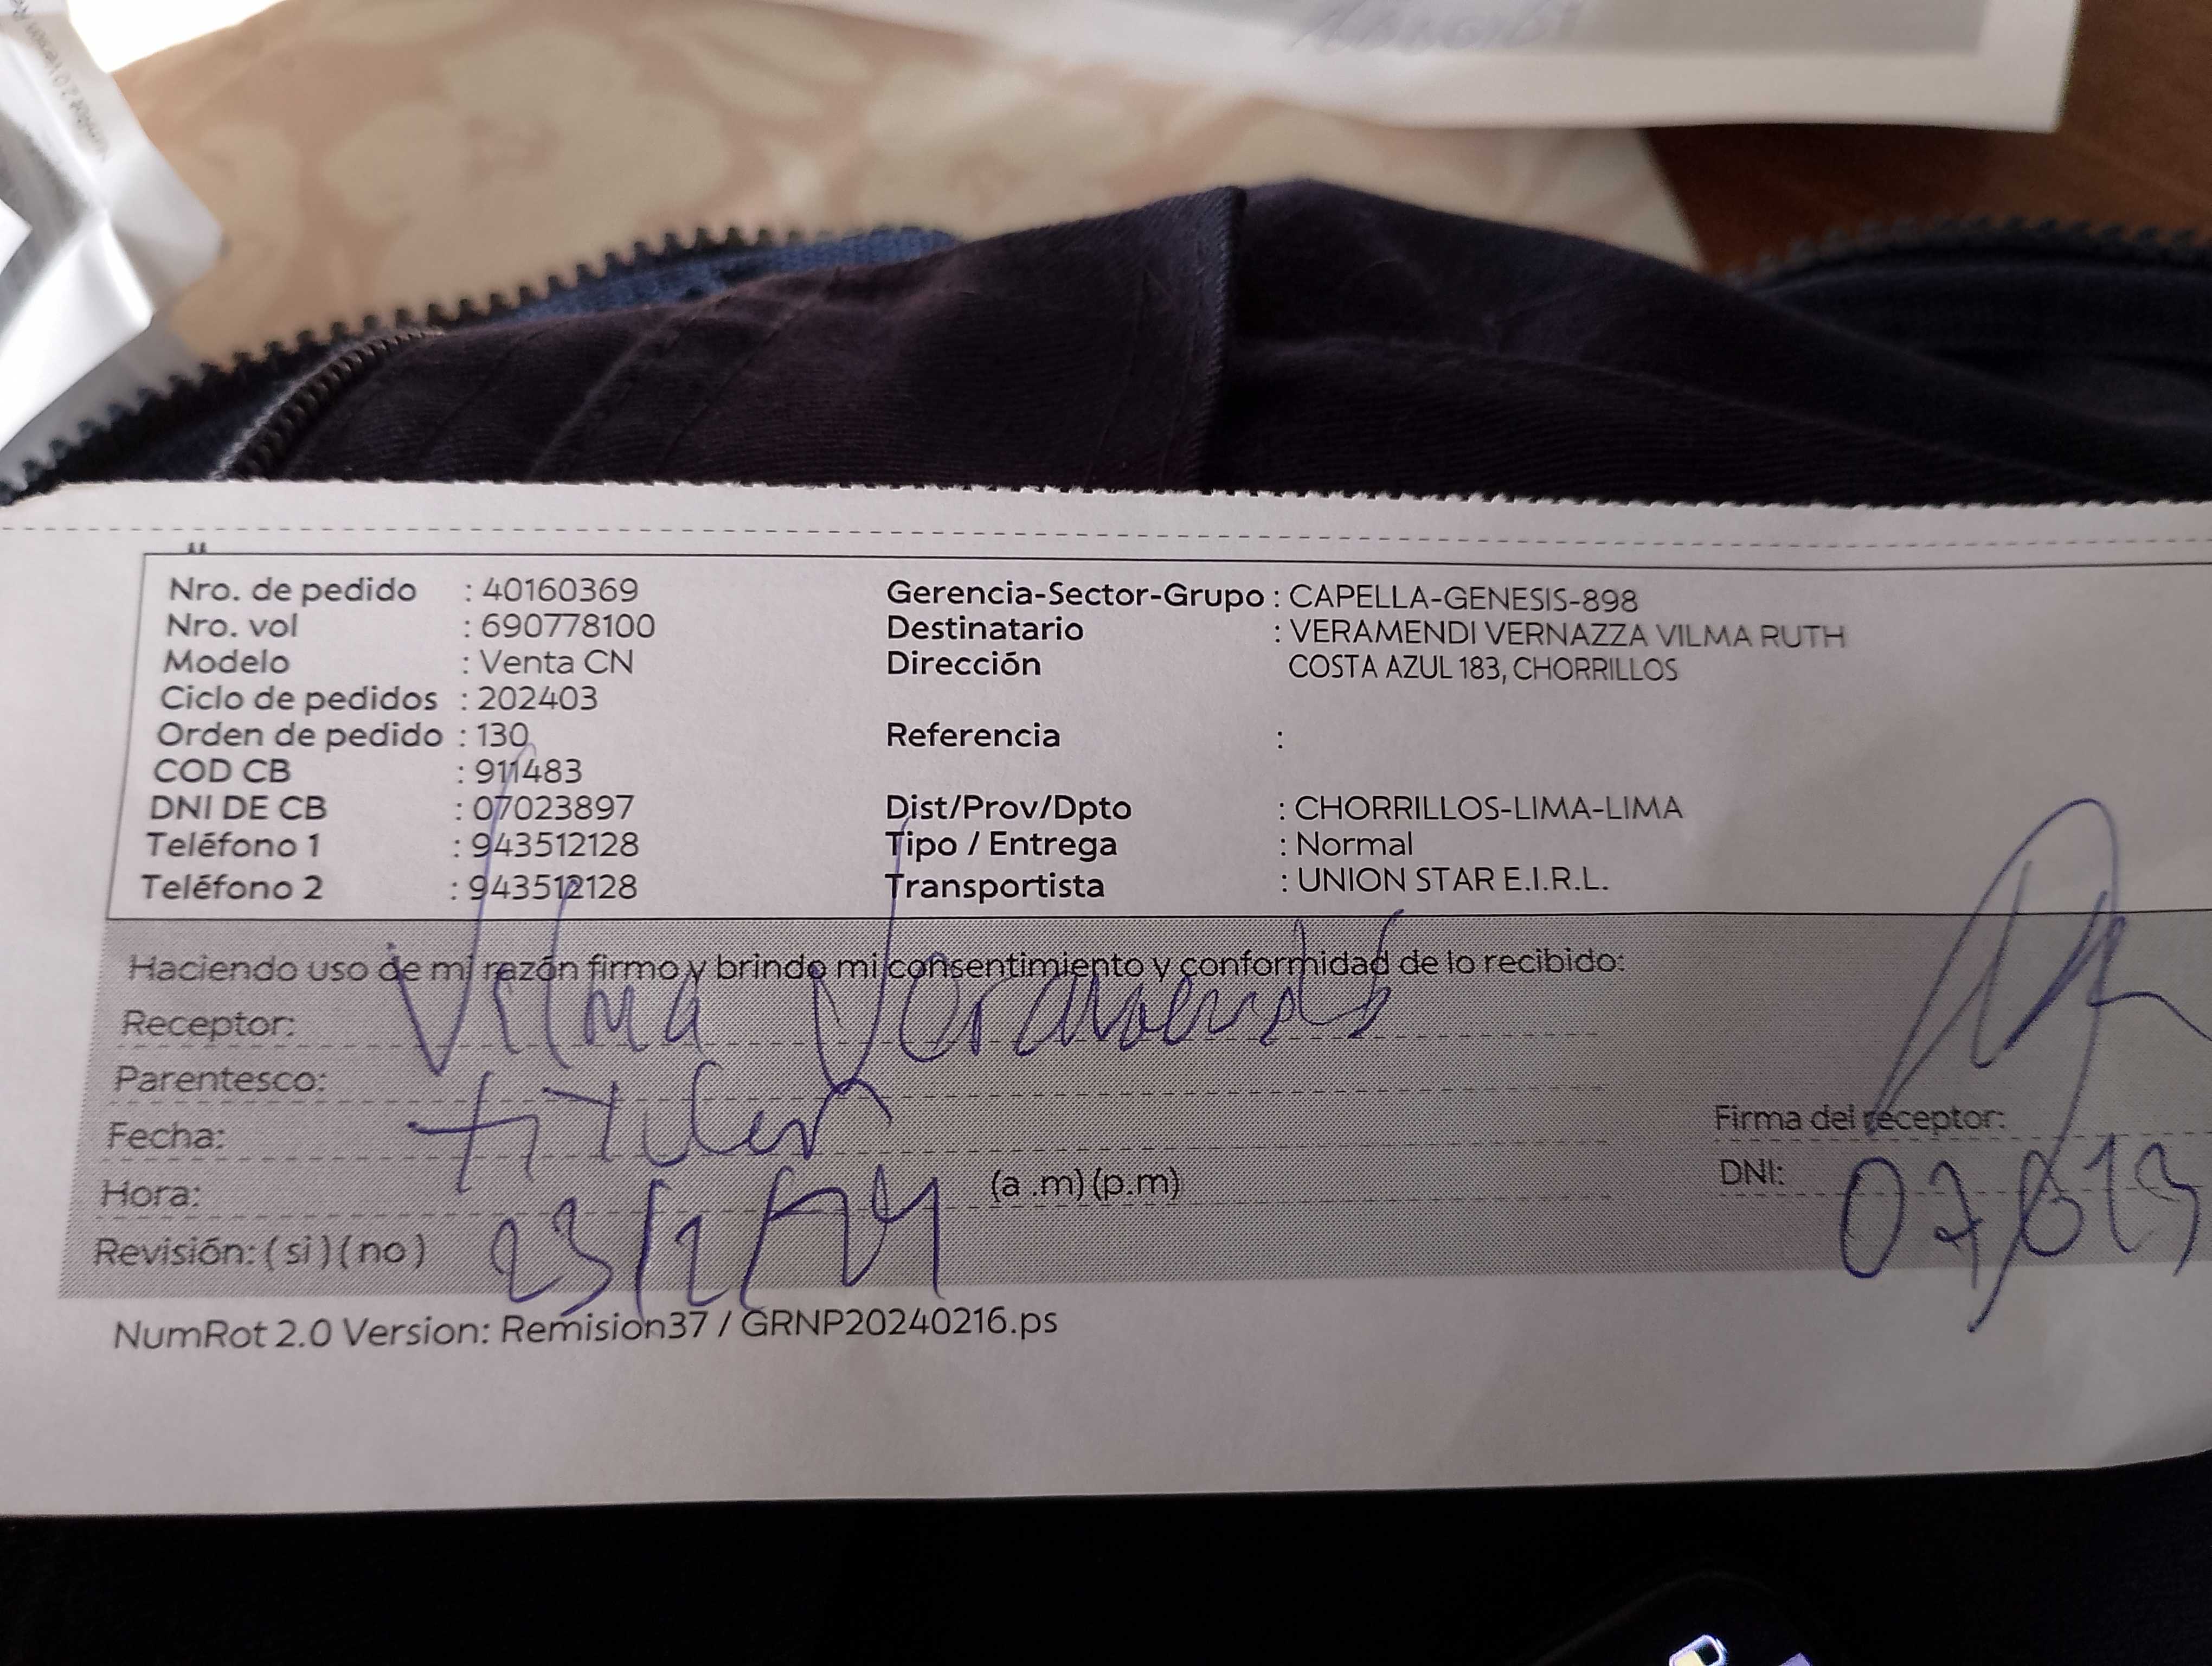 Nro. de pedido : 40160369
Nro. vol : 690778100
Modelo : Venta CN
Ciclo de pedidos : 202403
Orden de pedido : 130
COD CB : 911483
DNI DE CB : 07023897
Teléfono 1 : 943512128
Teléfono 2 : 943512128
Gerencia-Sector-Grupo : CAPELLA-GENESIS-898
Destinatario : VERAMENDI VERNAZZA VILMA RUTH
Dirección COSTA AZUL 183, CHORRILLOS
Referencia :
Dist/Prov/Dpto : CHORRILLOS-LIMA-LIMA
Tipo / Entrega : Normal
Transportista : UNION STAR E.I.R.L.
Haciendo uso de mi razón firmo y brindo mi consentimiento y conformidad de lo recibido:
Receptor: Vilma Veramendi
Parentesco: titular
Fecha: 23/2/24
Hora: (a .m) (p.m)
Revisión: ( si ) ( no )
Firma del receptor:
DNI:
NumRot 2.0 Version: Remision37 / GRNP20240216.ps